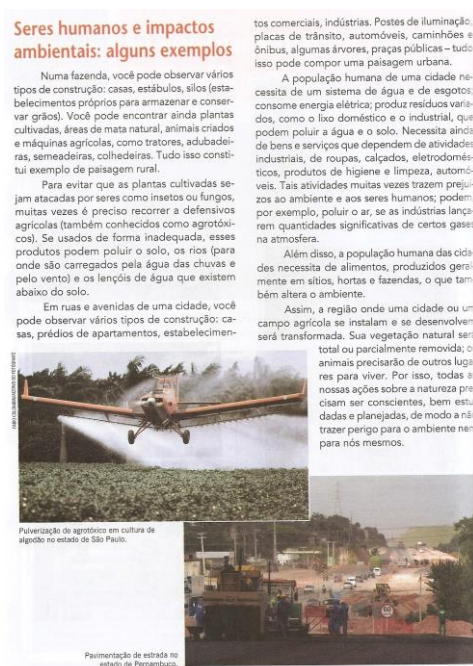 Seres humanos e impactos
ambientais: alguns exemplos
Numa fazenda, você pode observar vários
tipos de construção: casas, estábulos, silos (esta-
belecimentos próprios para armazenar e conser-
var grãos). Você pode encontrar ainda plantas
cultivadas, áreas de mata natural, animais criados
e máquinas agrícolas, como tratores, adubadei-
ras, semeadeiras, colhedeiras. Tudo isso consti-
tui exemplo de paisagem rural.
Para evitar que as plantas cultivadas se-
jam atacadas por seres como insetos ou fungos,
muitas vezes é preciso recorrer a defensivos
agrícolas (também conhecidos como agrotóxi-
cos). Se usados de forma inadequada, esses
produtos podem poluir o solo, os rios (para
onde são carregados pela água das chuvas e
pelo vento) e os lençóis de água que existem
abaixo do solo.
Em ruas e avenidas de uma cidade, você
pode observar vários tipos de construção: ca-
sas, prédios de apartamentos, estabelecimen-
tos comerciais, indústrias. Postes de iluminação,
placas de trânsito, automóveis, caminhões e
ônibus, algumas árvores, praças públicas – tudo
isso pode compor uma paisagem urbana.
A população humana de uma cidade ne-
cessita de um sistema de água e de esgotos;
consome energia elétrica; produz resíduos varia-
dos, como o lixo doméstico e o industrial, que
podem poluir a água e o solo. Necessita ainda
de bens e serviços que dependem de atividades
industriais, de roupas, calçados, eletrodomés-
ticos, produtos de higiene e limpeza, automó-
veis. Tais atividades muitas vezes trazem prejuí-
zos ao ambiente e aos seres humanos; podem,
por exemplo, poluir o ar, se as indústrias lança-
rem quantidades significativas de certos gases
na atmosfera.
Além disso, a população humana das cida-
des necessita de alimentos, produzidos geral-
mente em sítios, hortas e fazendas, o que tam-
bém altera o ambiente.
Assim, a região onde uma cidade ou um
campo agrícola se instalam e se desenvolvem
será transformada. Sua vegetação natural será
total ou parcialmente removida; os
animais precisarão de outros luga-
res para viver. Por isso, todas as
nossas ações sobre a natureza pre-
cisam ser conscientes, bem estu-
dadas e planejadas, de modo a não
trazer perigo para o ambiente nem
para nós mesmos.
Pulverização de agrotóxico em cultura de
algodão no estado de São Paulo.
Pavimentação de estrada no
estado de Pernambuco.